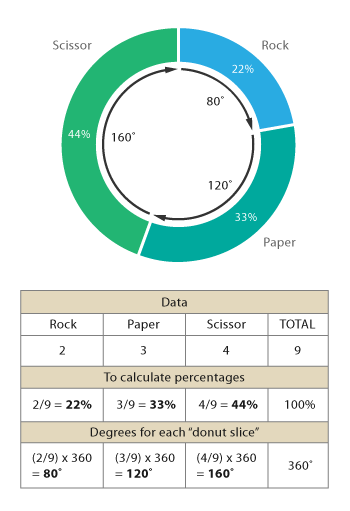 Scissor
Rock
22%
80˚
44%
160˚
120˚
33%
Paper
Data
Rock Paper Scissor TOTAL
2 3 4 9
To calculate percentages
2/9 = 22% 3/9 = 33% 4/9 = 44% 100%
Degrees for each “donut slice”
(2/9) x 360 (3/9) x 360 (4/9) x 360 360˚
= 80˚ = 120˚ = 160˚